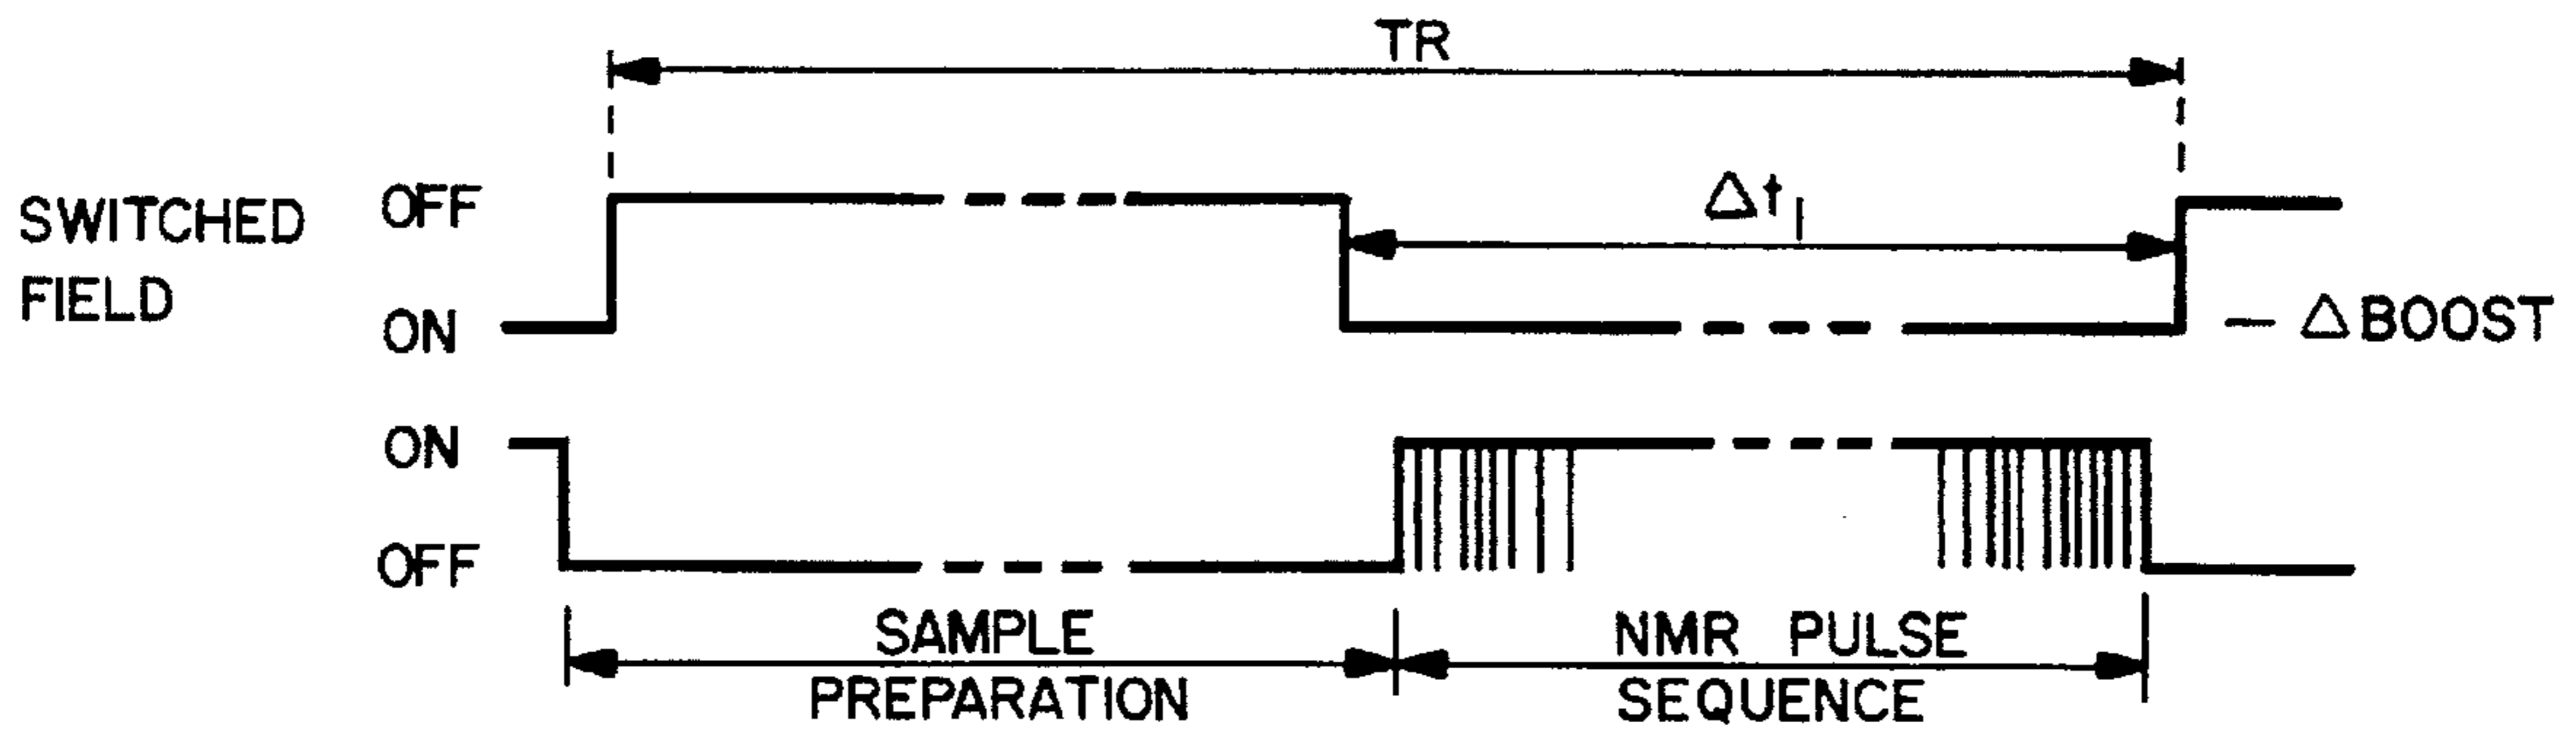 TR
SWITCHED
FIELD
OFF
ON
Δt1
– ΔBOOST
ON
OFF
SAMPLE
PREPARATION
NMR PULSE
SEQUENCE